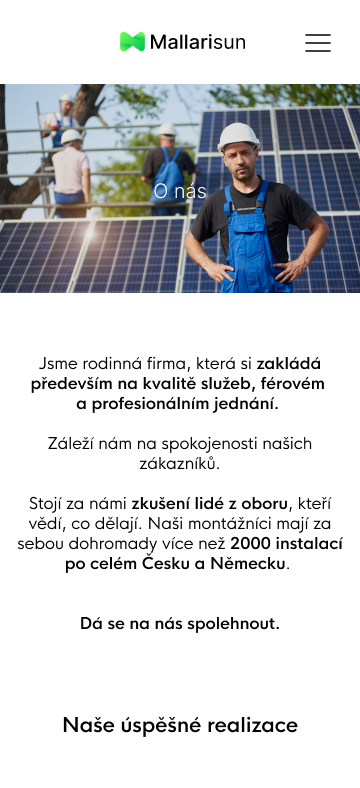 Mallarisun
O nás
Jsme rodinná firma, která si zakládá
především na kvalitě služeb, férovém
a profesionálním jednání.
Záleží nám na spokojenosti našich
zákazníků.
Stojí za námi zkušení lidé z oboru, kteří
vědí, co dělají. Naši montážníci mají za
sebou dohromady více než 2000 instalací
po celém Česku a Německu.
Dá se na nás spolehnout.
Naše úspěšné realizace